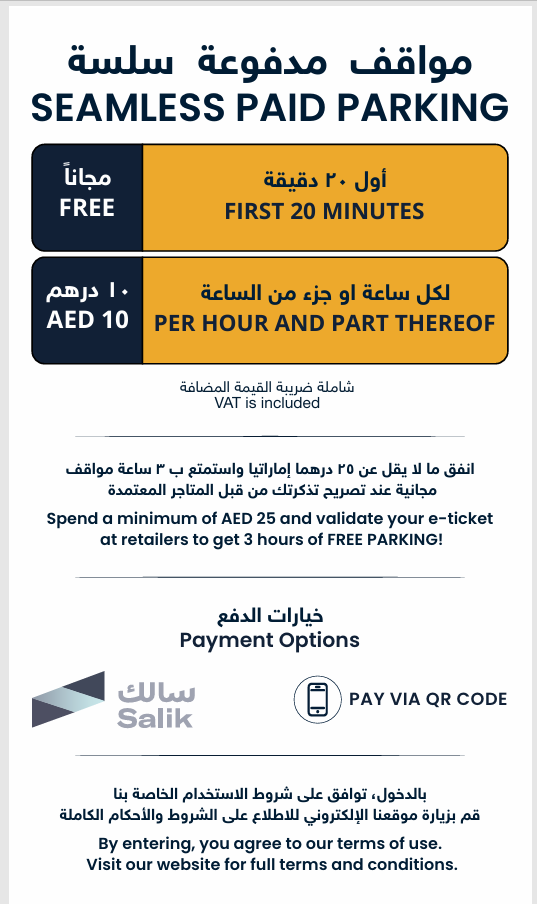 مواقف مدفوعة سلسة
SEAMLESS PAID PARKING
مجاناً
FREE
أول ٢٠ دقيقة
FIRST 20 MINUTES
١٠ درهم
AED 10
لكل ساعة او جزء من الساعة
PER HOUR AND PART THEREOF
شاملة ضريبة القيمة المضافة
VAT is included
انفق ما لا يقل عن ٢٥ درهما إماراتيا واستمتع ب ٣ ساعة مواقف
مجانية عند تصريح تذكرتك من قبل المتاجر المعتمدة
Spend a minimum of AED 25 and validate your e-ticket
at retailers to get 3 hours of FREE PARKING!
خيارات الدفع
Payment Options
سالك
Salik
PAY VIA QR CODE
بالدخول، توافق على شروط الاستخدام الخاصة بنا
قم بزيارة موقعنا الإلكتروني للاطلاع على الشروط والأحكام الكاملة
By entering, you agree to our terms of use.
Visit our website for full terms and conditions.